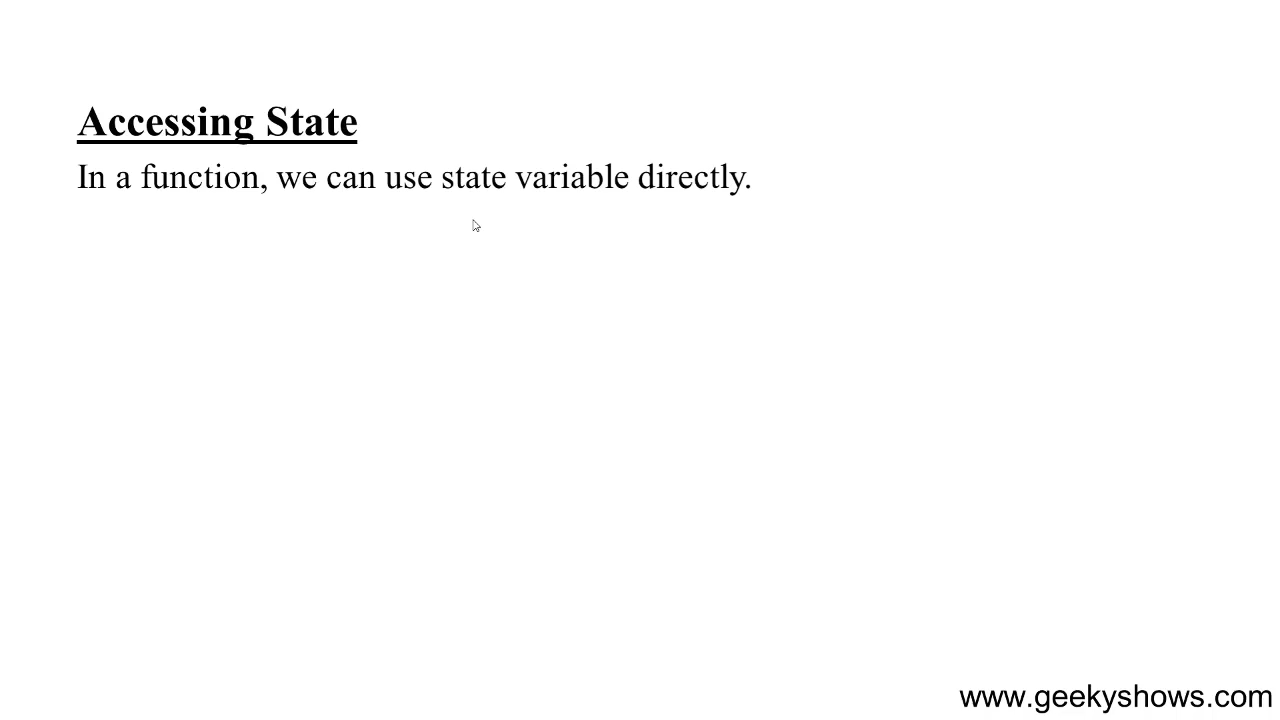 Accessing State
In a function, we can use state variable directly.
www.geekyshows.com